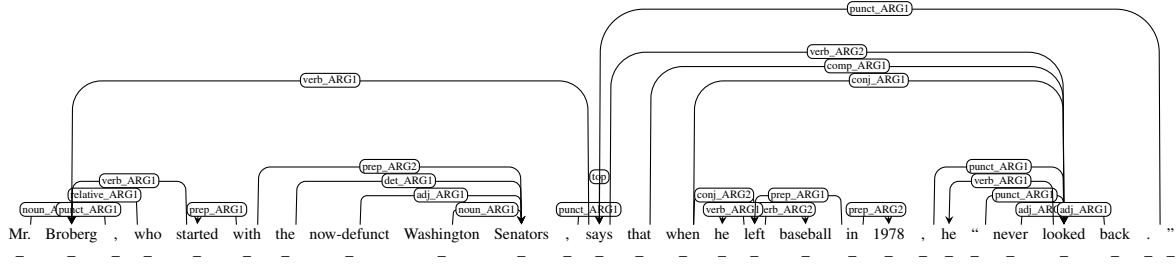 punct_ARG1
verb_ARG2
comp_ARG1
verb_ARG1 conj_ARG1
prep_ARG2 punct_ARG1
top
verb_ARG1 det_ARG1 verb_ARG1
relative_ARG1 adj_ARG1 conj_ARG2 prep_ARG1 punct_ARG1
punct_ARG1 prep_ARG1 noun_ARG1 punct_ARG1 verb_ARG1 prep_ARG2 adj_ARG1
Mr. Broberg , who started with the now-defunct Washington Senators , says that when he left baseball in 1978 , he “ never looked back . ”
_ _ _ _ _ _ _ _ _ _ _ _ _ _ _ _ _ _ _ _ _ _ _ _ _ _ _